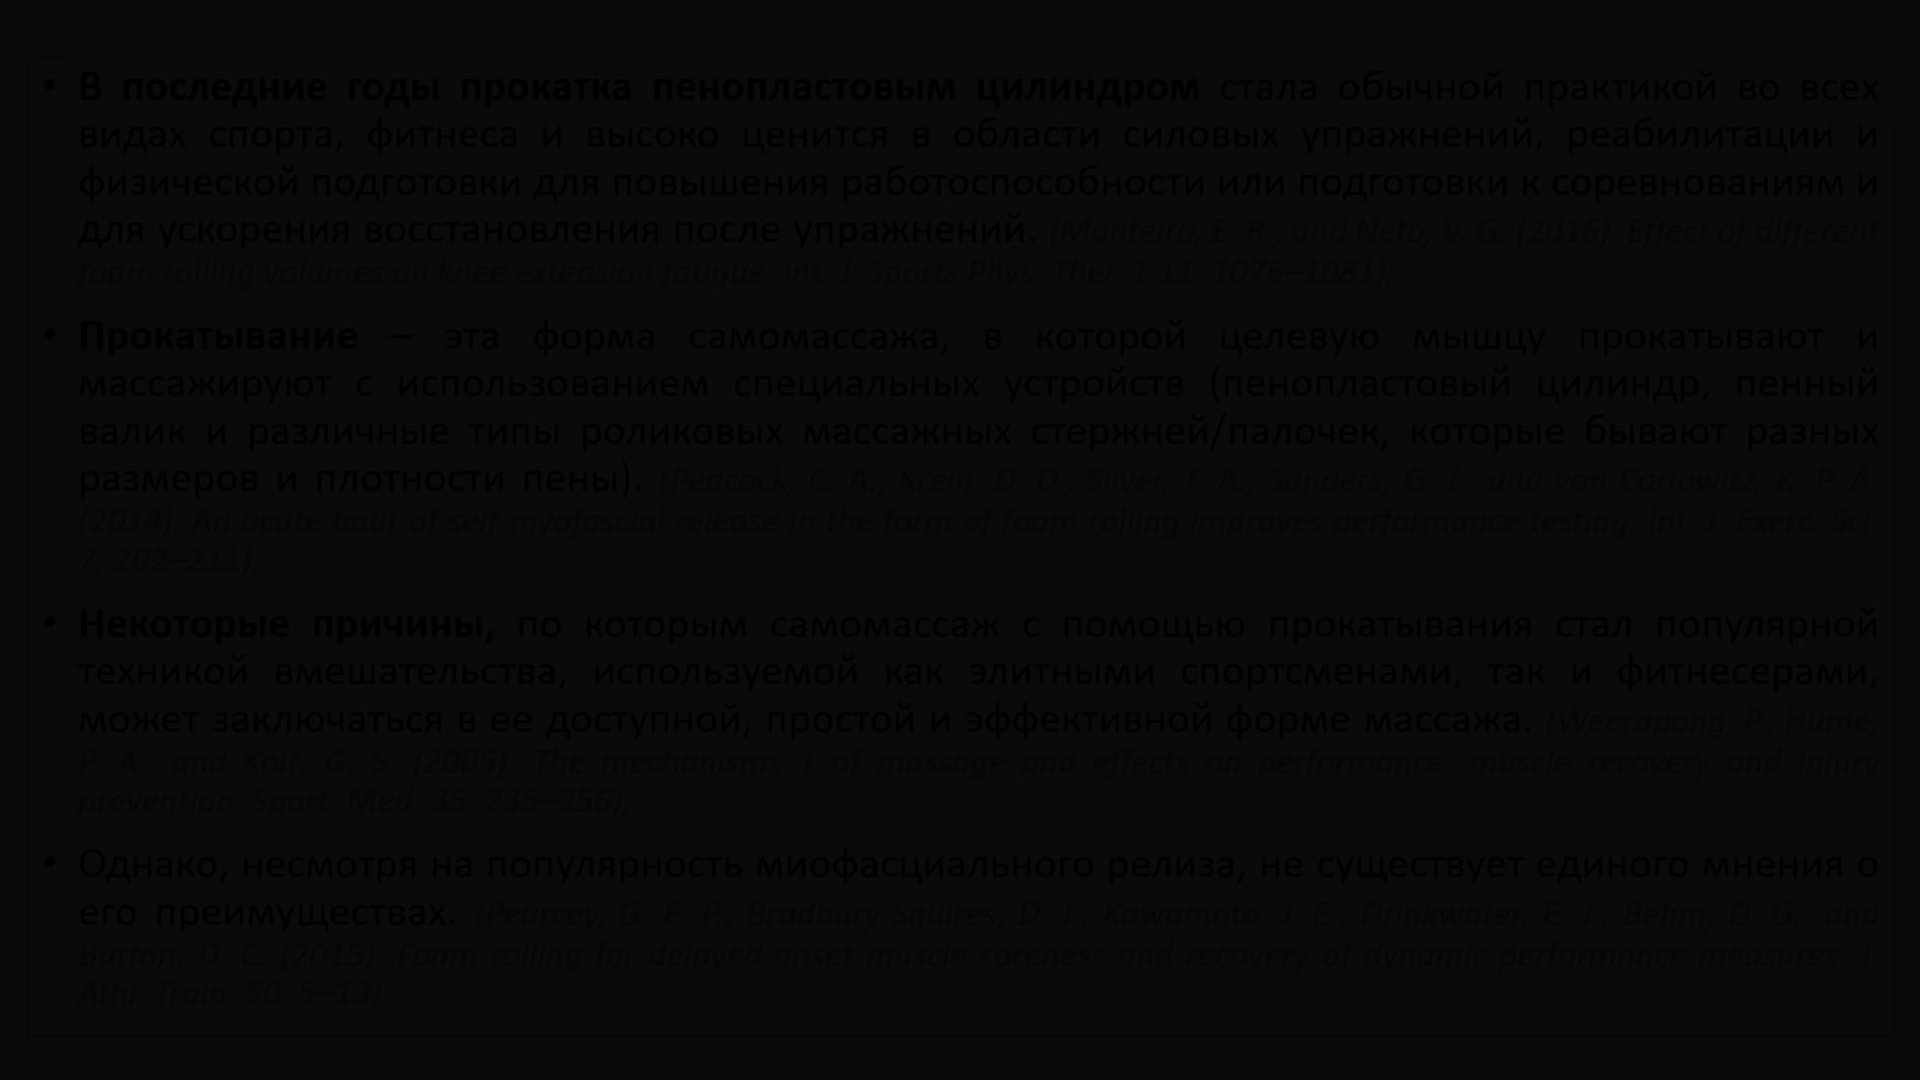 • В последние годы прокатка пенопластовым цилиндром стала обычной практикой во всех
видах спорта, фитнеса и высоко ценится в области силовых упражнений, реабилитации и
физической подготовки для повышения работоспособности или подготовки к соревнованиям и
для ускорения восстановления после упражнений. (Monteiro, E. R., and Neto, V. G. (2016). Effect of different
foam rolling volumes on knee extension fatigue. Int. J. Sports Phys. Ther. 1 11, 1076–1081);
• Прокатывание – эта форма самомассажа, в которой целевую мышцу прокатывают и
массажируют с использованием специальных устройств (пенопластовый цилиндр, пенный
валик и различные типы роликовых массажных стержней/палочек, которые бывают разных
размеров и плотности пены). (Peacock, C. A., Krein, D. D., Silver, T. A., Sanders, G. J., and von Carlowitz, K. P. A.
(2014). An acute bout of self-myofascial release in the form of foam rolling improves performance testing. Int. J. Exerc. Sci.
7, 202–211);
• Некоторые причины, по которым самомассаж с помощью прокатывания стал популярной
техникой вмешательства, используемой как элитными спортсменами, так и фитнесерами,
может заключаться в ее доступной, простой и эффективной форме массажа. (Weerapong, P., Hume,
P. A., and Kolt, G. S. (2005). The mechanisms 1 of massage and effects on performance, muscle recovery and injury
prevention. Sport. Med. 35, 235–256);
• Однако, несмотря на популярность миофасциального релиза, не существует единого мнения о
его преимуществах. (Pearcey, G. E. P., Bradbury-Squires, D. J., Kawamoto, J.-E., Drinkwater, E. J., Behm, D. G., and
Button, D. C. (2015). Foam rolling for delayed-onset muscle soreness and recovery of dynamic performance measures. J.
Athl. Train. 50, 5–13)